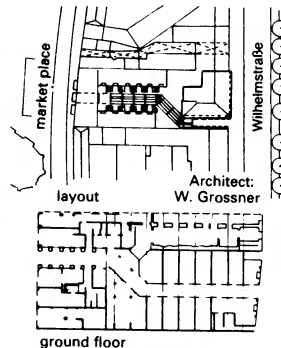 market place
Wilhelmstraße
layout
Architect:
W. Grossner
ground floor